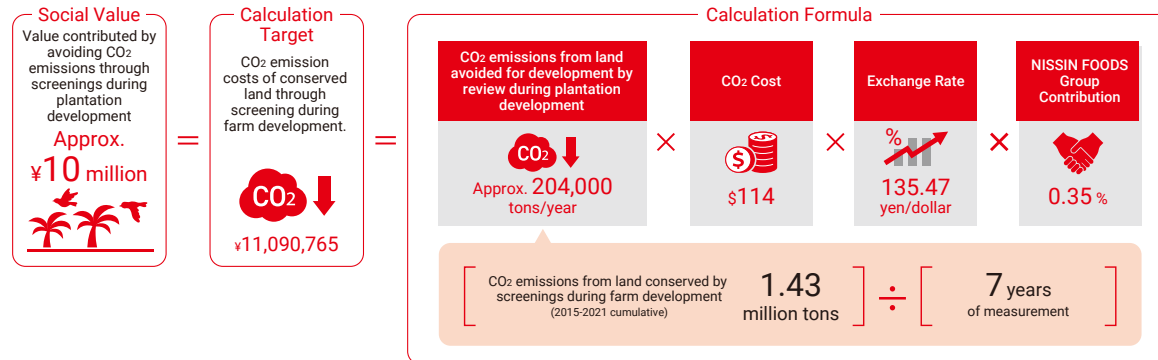 Social Value
Value contributed by
avoiding CO2
emissions through
screenings during
plantation
development
Approx.
¥10 million
=
Calculation
Target
CO2 emission
costs of conserved
land through
screening during
farm development.
CO2
¥11,090,765
=
Calculation Formula
CO2 emissions from land
avoided for development by
review during plantation
development
CO2
Approx. 204,000
tons/year
×
CO2 Cost
$
$114
×
Exchange Rate
%
135.47
yen/dollar
×
NISSIN FOODS
Group
Contribution
0.35 %
[ CO2 emissions from land conserved by
screenings during farm development
(2015-2021 cumulative)
1.43
million tons ]
÷
[ 7 years
of measurement ]